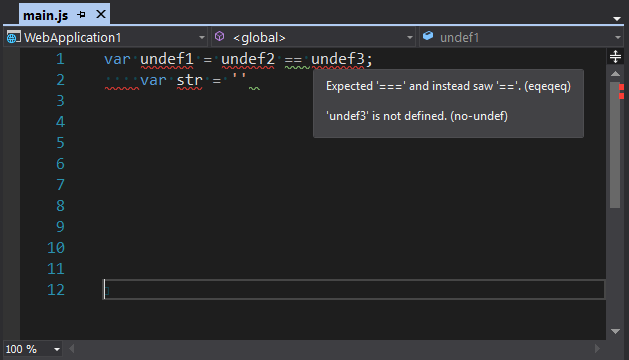 main.js
WebApplication1 <global> undef1
1 var undef1 = undef2 == undef3;
2 ····var str = ''
Expected '===' and instead saw '=='. (eqeqeq)
3
'undef3' is not defined. (no-undef)
4
5
6
7
8
9
10
11
12
100 %